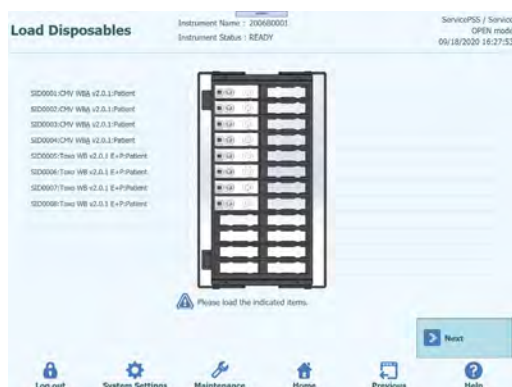 Load Disposables
Instrument Name : 200680001
Instrument Status : READY
ServicePSS / Service
OPEN mode
09/18/2020 16:27:53
SID0001:CMV WBA v2.0.1:Patient
SID0002:CMV WBA v2.0.1:Patient
SID0003:CMV WBA v2.0.1:Patient
SID0004:CMV WBA v2.0.1:Patient
SID0005:Toxo WB v2.0.1 E+P:Patient
SID0006:Toxo WB v2.0.1 E+P:Patient
SID0007:Toxo WB v2.0.1 E+P:Patient
SID0008:Toxo WB v2.0.1 E+P:Patient
Please load the indicated items.
Next
Log out
System Settings
Maintenance
Home
Previous
Help